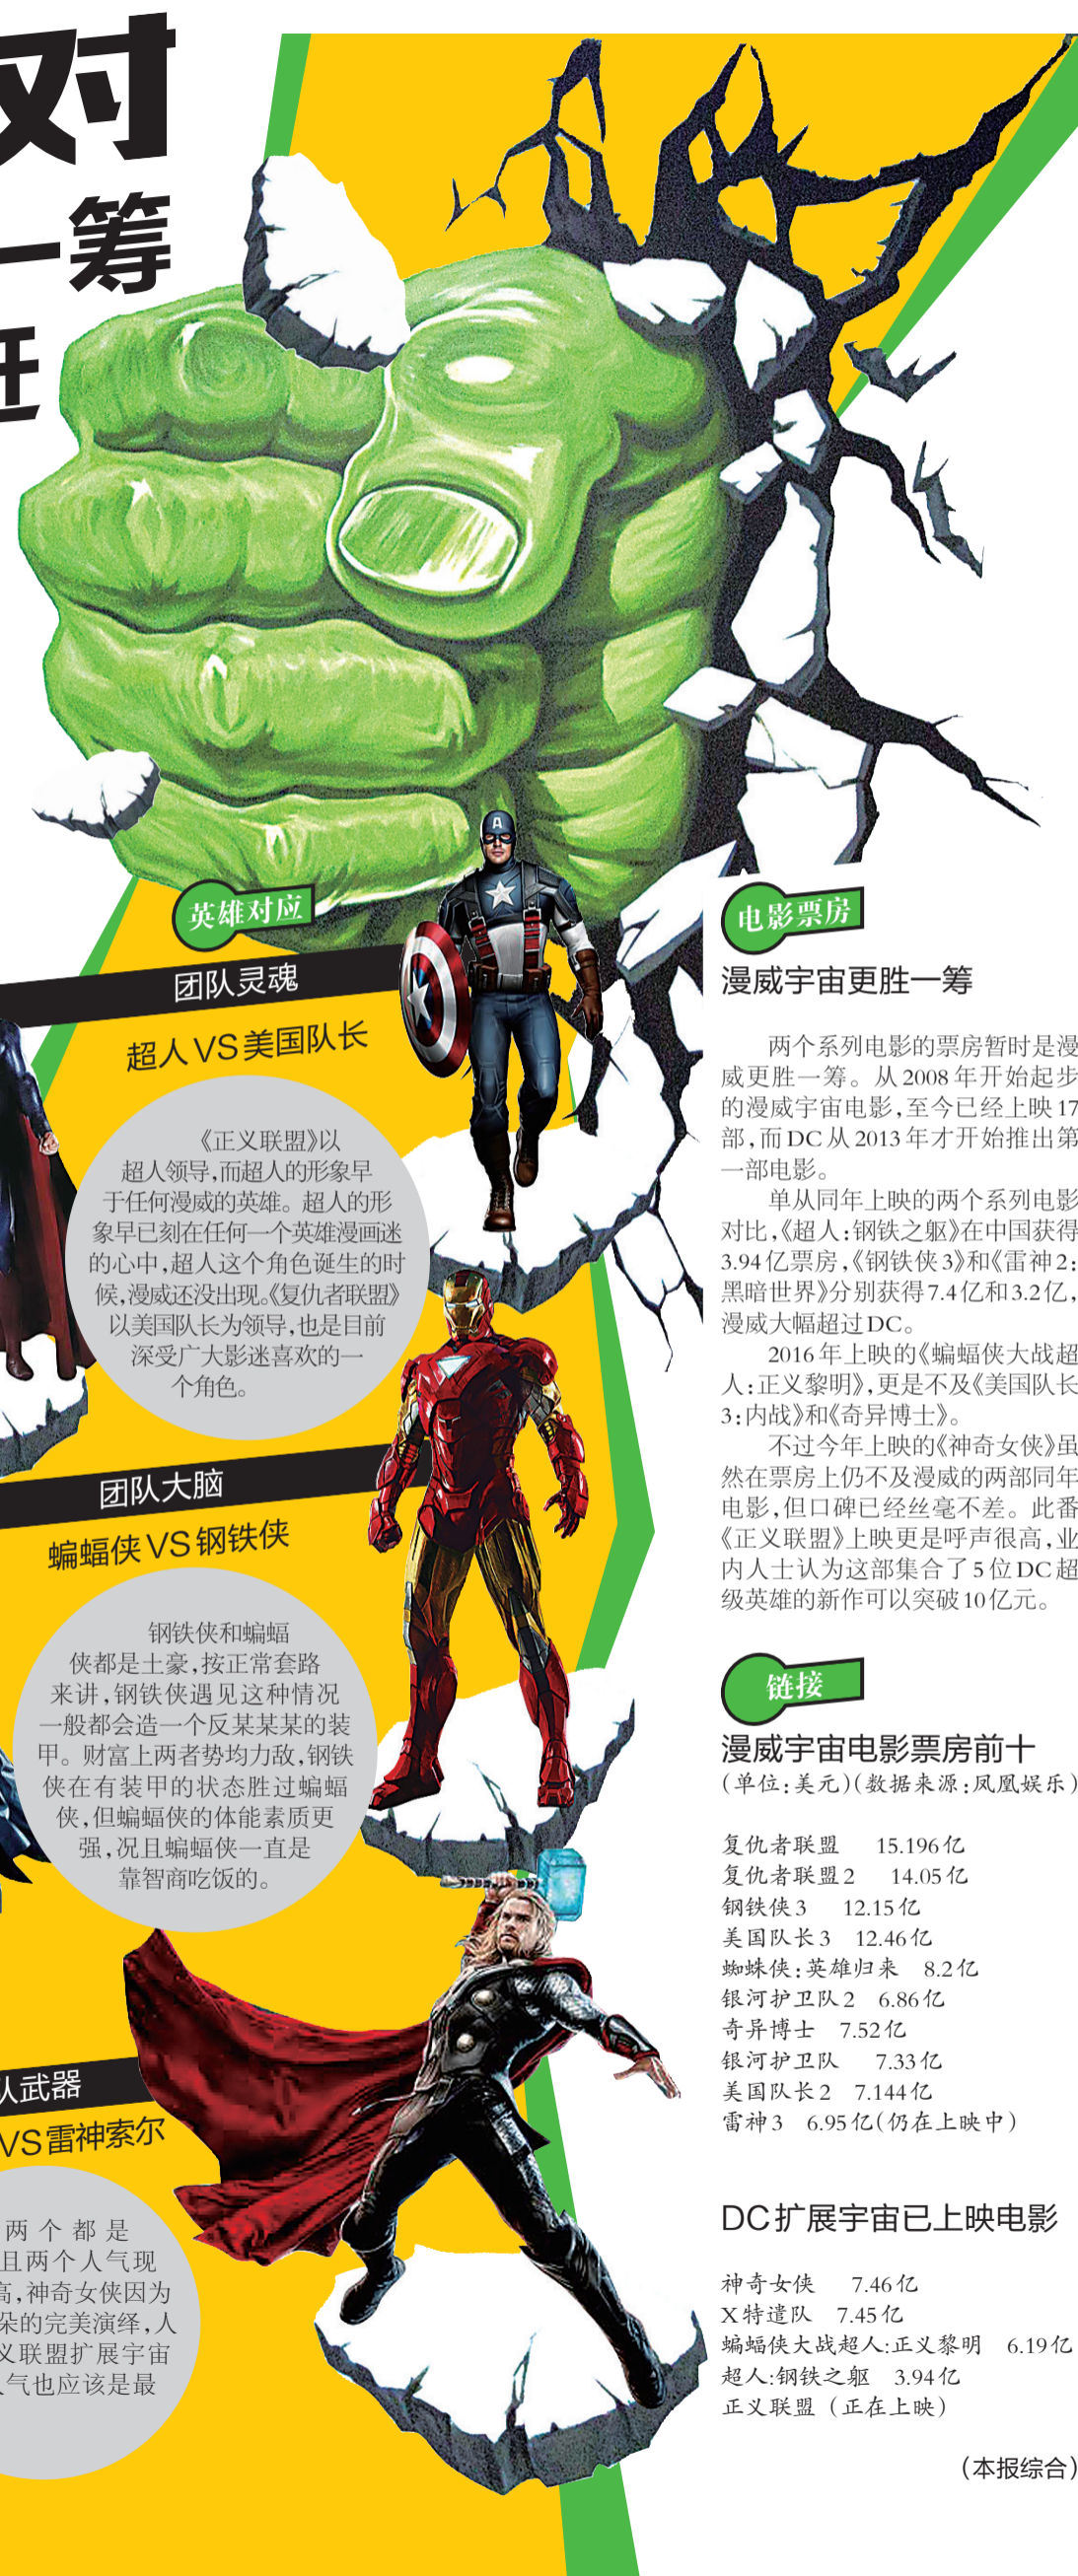 对
一筹
英雄对应
团队灵魂
超人VS美国队长
《正义联盟》以
超人领导,而超人的形象早
于任何漫威的英雄。超人的形
象早已刻在任何一个英雄漫画迷
的心中,超人这个角色诞生的时
候,漫威还没出现。《复仇者联盟》
以美国队长为领导,也是目前
深受广大影迷喜欢的一
个角色。
团队大脑
蝙蝠侠VS钢铁侠
钢铁侠和蝙蝠
侠都是土豪,按正常套路
来讲,钢铁侠遇见这种情况
一般都会造一个反某某某的装
甲。财富上两者势均力敌,钢铁
侠在有装甲的状态胜过蝙蝠
侠,但蝙蝠侠的体能素质更
强,况且蝙蝠侠一直是
靠智商吃饭的。
队武器
VS雷神索尔
两个都是
且两个人气现
高,神奇女侠因为
朵的完美演绎,人
义联盟扩展宇宙
人气也应该是最
电影票房
漫威宇宙更胜一筹
两个系列电影的票房暂时是漫
威更胜一筹。从2008年开始起步
的漫威宇宙电影,至今已经上映17
部,而DC从2013年才开始推出第
一部电影。
单从同年上映的两个系列电影
对比,《超人:钢铁之躯》在中国获得
3.94亿票房,《钢铁侠3》和《雷神2:
黑暗世界》分别获得7.4亿和3.2亿,
漫威大幅超过DC。
2016年上映的《蝙蝠侠大战超
人:正义黎明》,更是不及《美国队长
3:内战》和《奇异博士》。
不过今年上映的《神奇女侠》虽
然在票房上仍不及漫威的两部同年
电影,但口碑已经丝毫不差。此番
《正义联盟》上映更是呼声很高,业
内人士认为这部集合了5位DC超
级英雄的新作可以突破10亿元。
链接
漫威宇宙电影票房前十
(单位:美元)(数据来源:凤凰娱乐)
复仇者联盟 15.196亿
复仇者联盟2 14.05亿
钢铁侠3 12.15亿
美国队长3 12.46亿
蜘蛛侠:英雄归来 8.2亿
银河护卫队2 6.86亿
奇异博士 7.52亿
银河护卫队 7.33亿
美国队长2 7.144亿
雷神3 6.95亿(仍在上映中)
DC扩展宇宙已上映电影
神奇女侠 7.46亿
X特遣队 7.45亿
蝙蝠侠大战超人:正义黎明 6.19亿
超人:钢铁之躯 3.94亿
正义联盟(正在上映)
(本报综合)